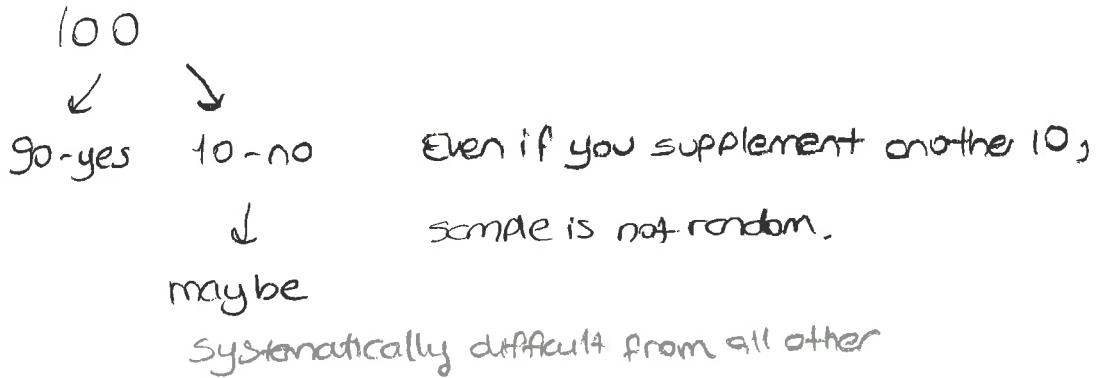 100
90-yes 10-no Even if you supplement anothe 10,
sample is not random.
maybe
systematically difficult from all other